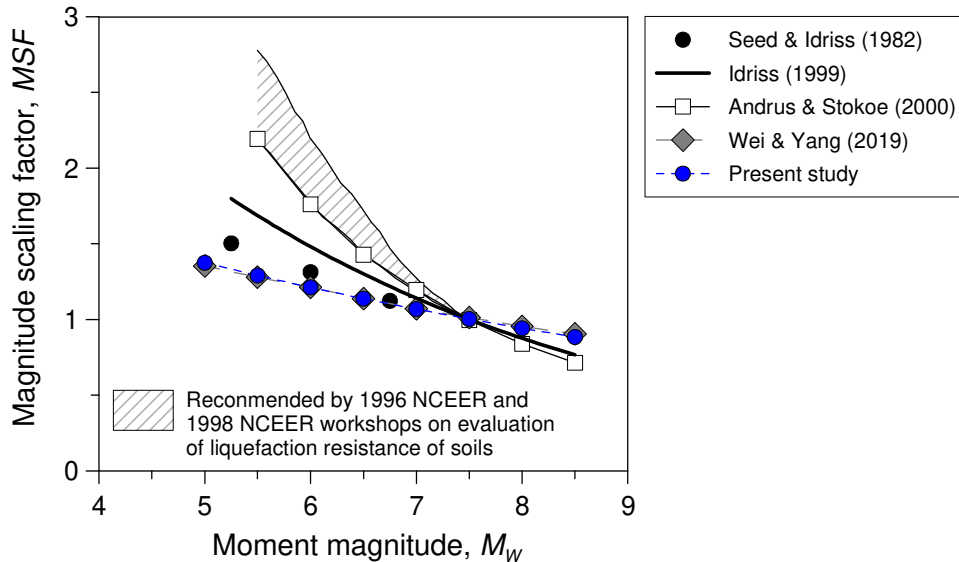 3
2
1
0
Magnitude scaling factor, MSF
4 5 6 7 8 9
Moment magnitude, Mw
Seed & Idriss (1982)
Idriss (1999)
Andrus & Stokoe (2000)
Wei & Yang (2019)
Present study
Reconmended by 1996 NCEER and
1998 NCEER workshops on evaluation
of liquefaction resistance of soils